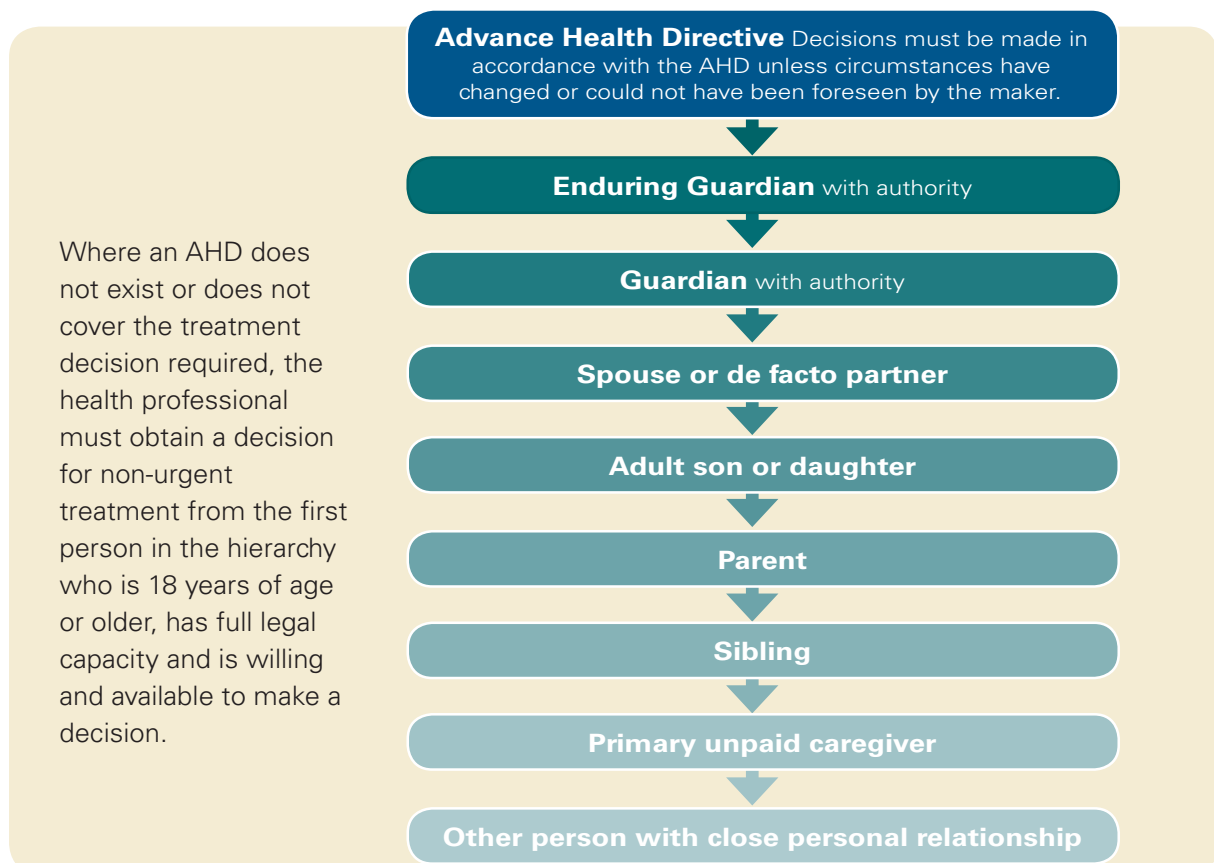 Advance Health Directive Decisions must be made in
accordance with the AHD unless circumstances have
changed or could not have been foreseen by the maker.
Enduring Guardian with authority
Guardian with authority
Spouse or de facto partner
Adult son or daughter
Parent
Sibling
Primary unpaid caregiver
Other person with close personal relationship
Where an AHD does
not exist or does not
cover the treatment
decision required, the
health professional
must obtain a decision
for non-urgent
treatment from the first
person in the hierarchy
who is 18 years of age
or older, has full legal
capacity and is willing
and available to make a
decision.